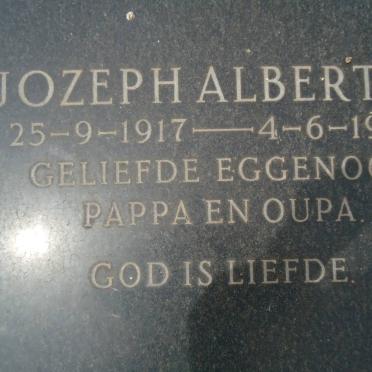 JOZEPH ALBERT
25-9-1917 — 4-6-19
GELIEFDE EGGENOO
PAPPA EN OUPA.
GOD IS LIEFDE.